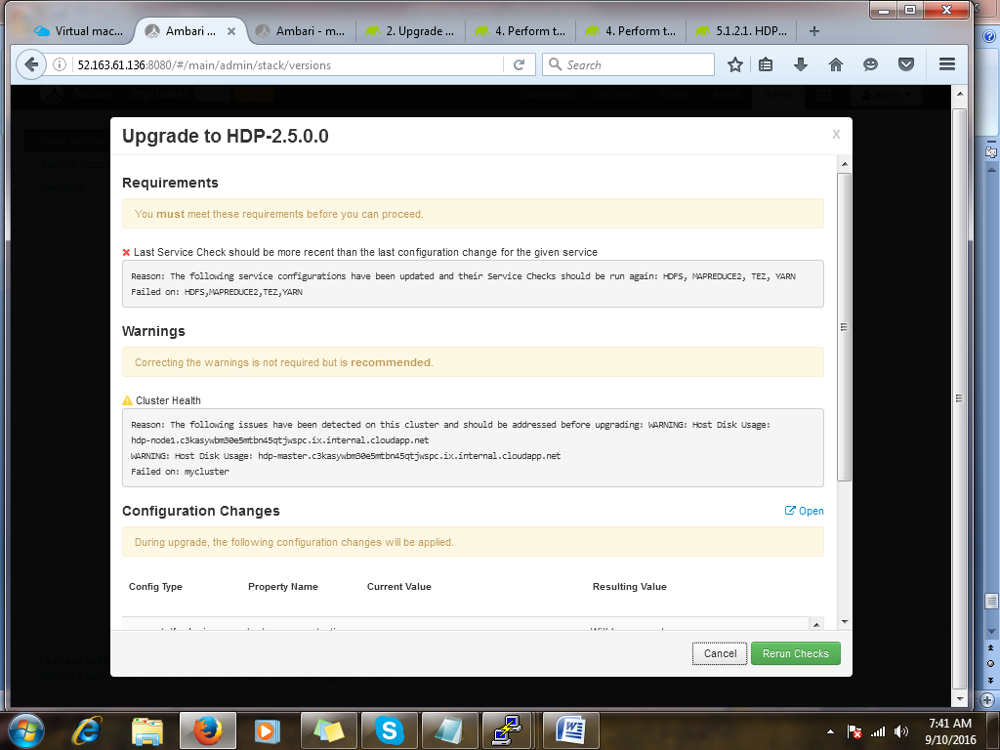 Virtual mac...
Ambari ...
Ambari - m...
2. Upgrade ...
4. Perform t...
4. Perform t...
5.1.2.1. HDP...
52.163.61.136:8080/#/main/admin/stack/versions
Search
Upgrade to HDP-2.5.0.0
x
Requirements
You must meet these requirements before you can proceed.
Last Service Check should be more recent than the last configuration change for the given service
Reason: The following service configurations have been updated and their Service Checks should be run again: HDFS, MAPREDUCE2, TEZ, YARN
Failed on: HDFS,MAPREDUCE2,TEZ,YARN
Warnings
Correcting the warnings is not required but is recommended.
Cluster Health
Reason: The following issues have been detected on this cluster and should be addressed before upgrading: WARNING: Host Disk Usage:
hdp-node1.c3kasywbm30e5mtbn45qtjwspc.ix.internal.cloudapp.net
WARNING: Host Disk Usage: hdp-master.c3kasywbm30e5mtbn45qtjwspc.ix.internal.cloudapp.net
Failed on: mycluster
Configuration Changes
Open
During upgrade, the following configuration changes will be applied.
Config Type Property Name Current Value Resulting Value
Cancel
Rerun Checks
7:41 AM
9/10/2016